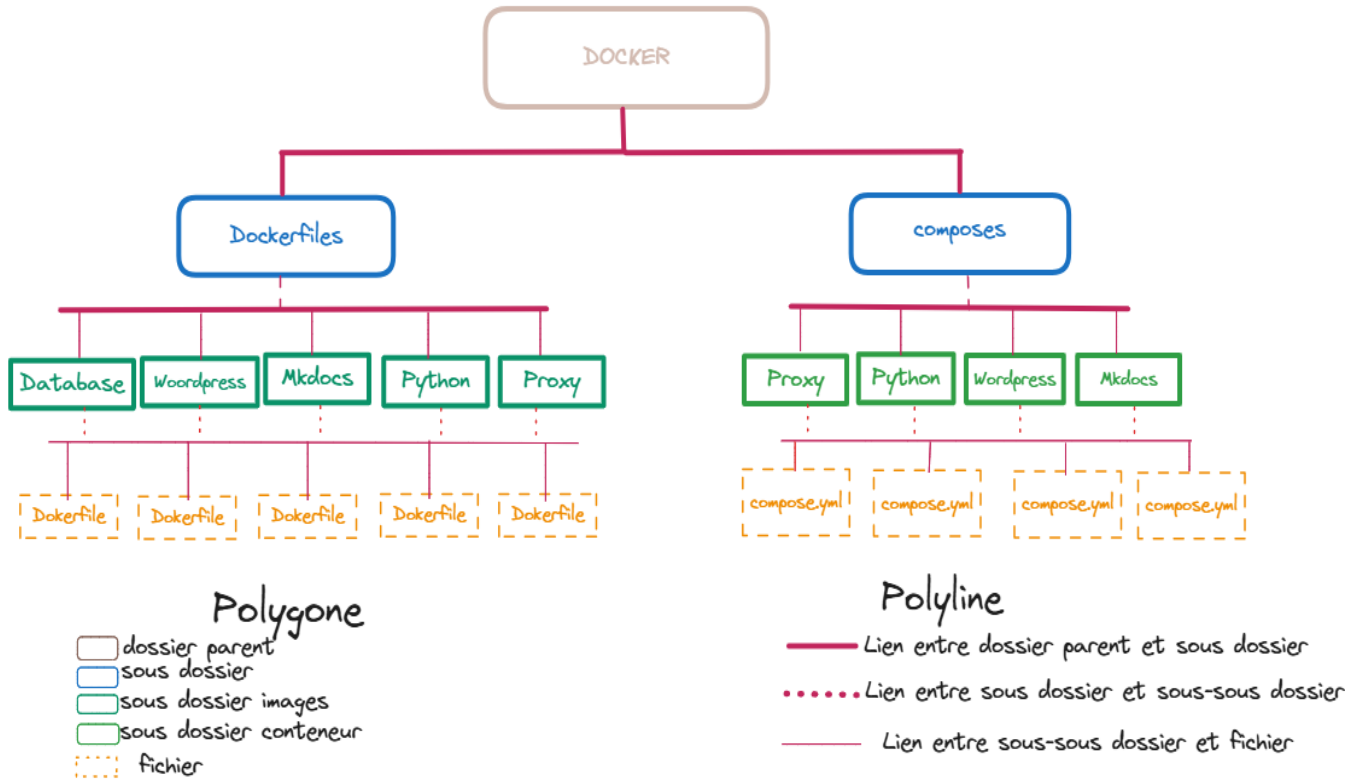 DOCKER
Dockerfiles
composes
Database
Woordpress
Mkdocs
Python
Proxy
Proxy
Python
Wordpress
Mkdocs
Dokerfile
Dokerfile
Dokerfile
Dokerfile
Dokerfile
compose.yml
compose.yml
compose.yml
compose.yml
Polygone
dossier parent
sous dossier
sous dossier images
sous dossier conteneur
fichier
Polyline
Lien entre dossier parent et sous dossier
Lien entre sous dossier et sous-sous dossier
Lien entre sous-sous dossier et fichier